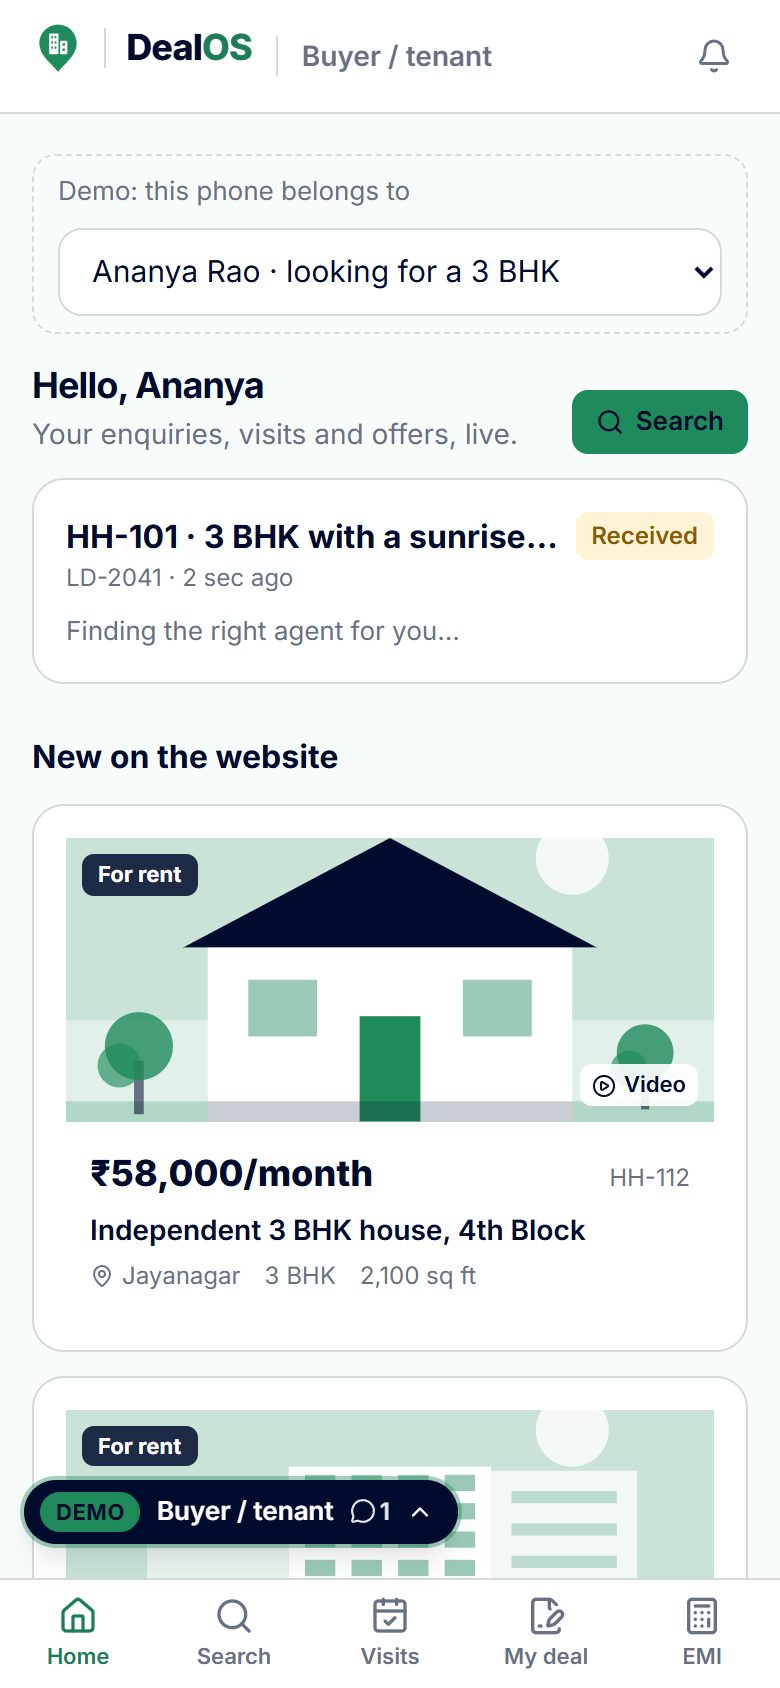 DealOS
Buyer / tenant
Demo: this phone belongs to
Ananya Rao · looking for a 3 BHK
Hello, Ananya
Your enquiries, visits and offers, live.
Search
HH-101 · 3 BHK with a sunrise...
Received
LD-2041 · 2 sec ago
Finding the right agent for you...
New on the website
For rent
Video
₹58,000/month
HH-112
Independent 3 BHK house, 4th Block
Jayanagar 3 BHK 2,100 sq ft
For rent
DEMO Buyer / tenant 1
Home Search Visits My deal EMI